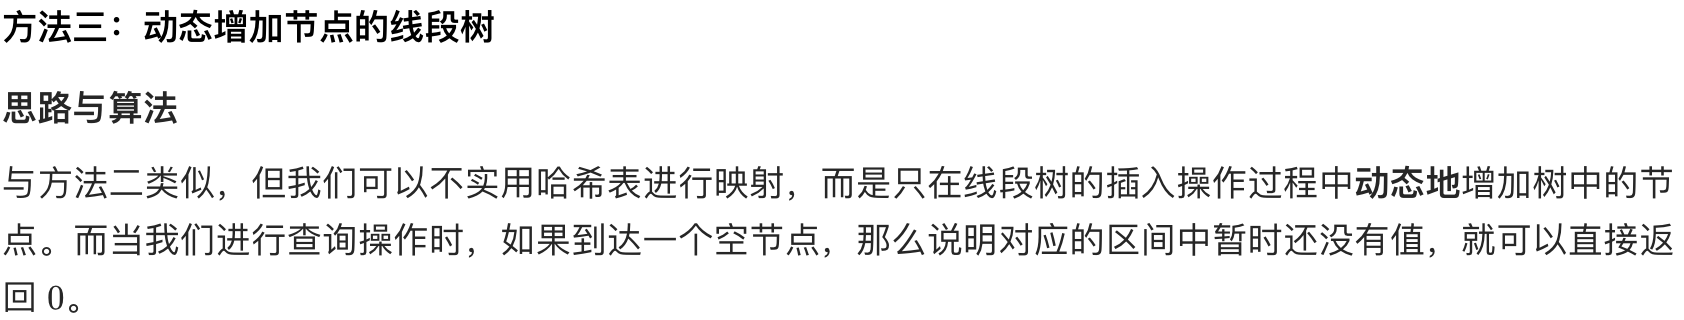 方法三：动态增加节点的线段树
思路与算法
与方法二类似，但我们可以不实用哈希表进行映射，而是只在线段树的插入操作过程中动态地增加树中的节
点。而当我们进行查询操作时，如果到达一个空节点，那么说明对应的区间中暂时还没有值，就可以直接返
回 0。